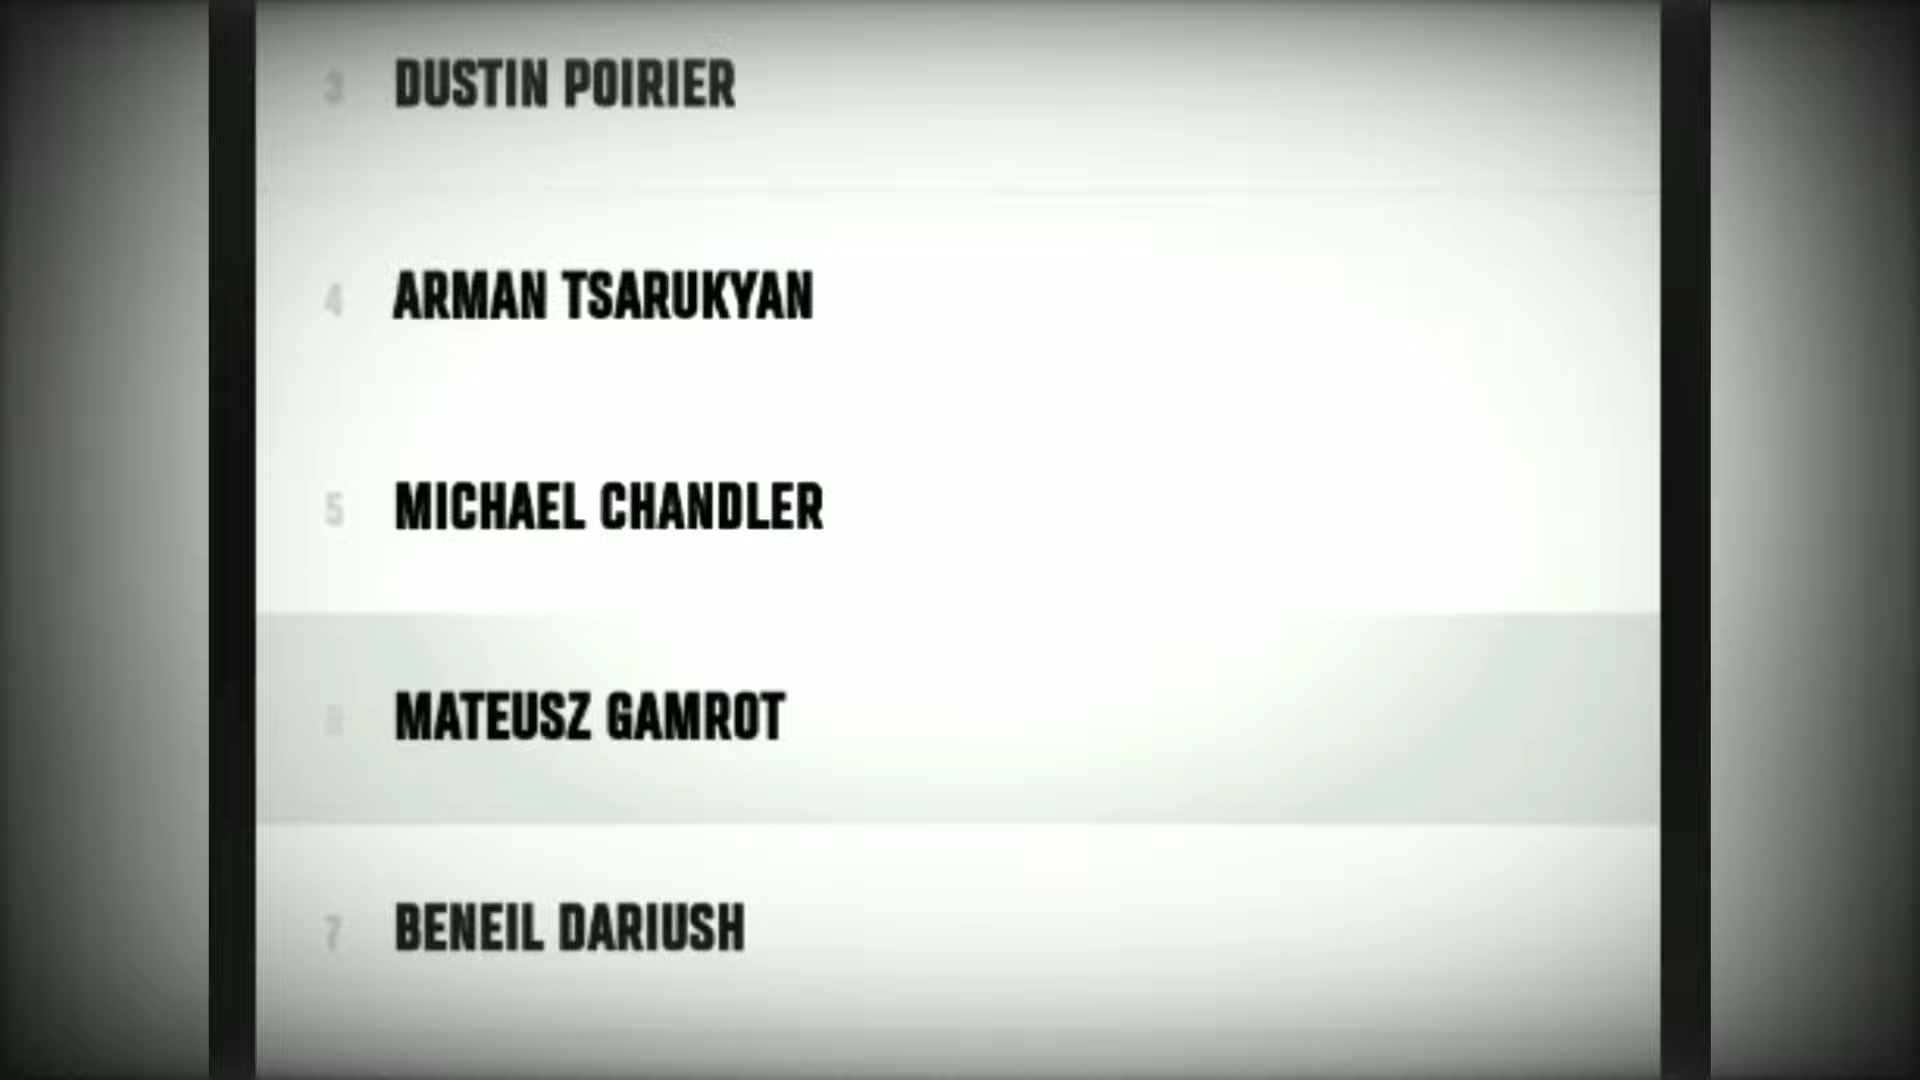 3 DUSTIN POIRIER
4 ARMAN TSARUKYAN
5 MICHAEL CHANDLER
MATEUSZ GAMROT
7 BENEIL DARIUSH